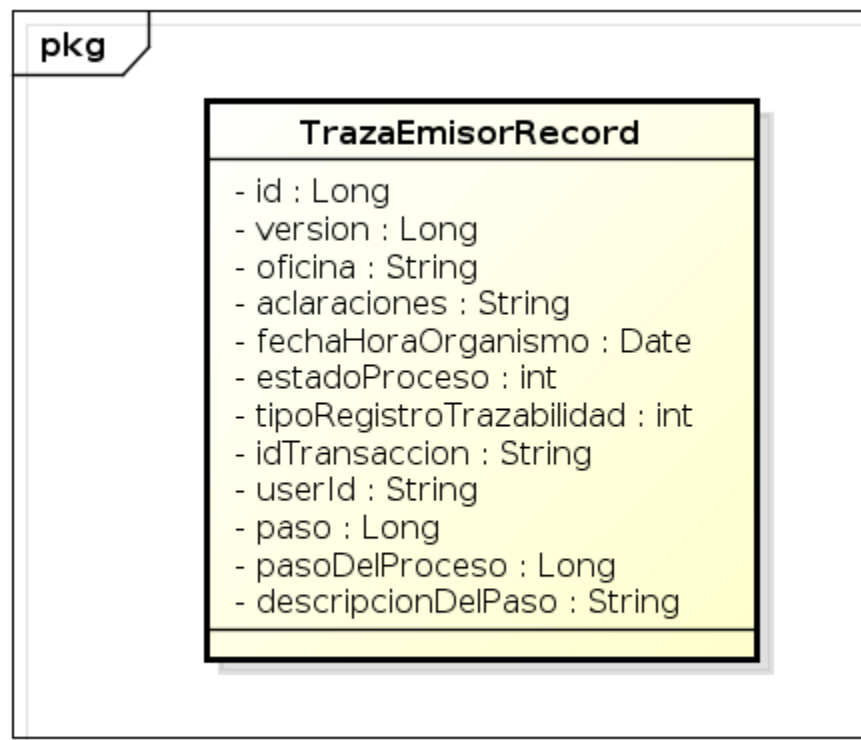 pkg
TrazaEmisorRecord
- id : Long
- version : Long
- oficina : String
- aclaraciones : String
- fechaHoraOrganismo : Date
- estadoProceso : int
- tipoRegistroTrazabilidad : int
- idTransaccion : String
- userId : String
- paso : Long
- pasoDelProceso : Long
- descripcionDelPaso : String